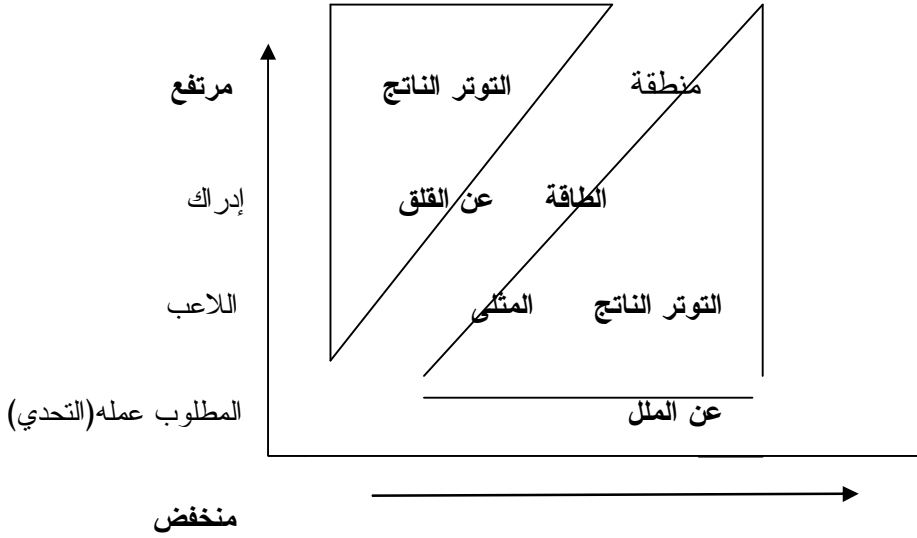 مرتفع التوتر الناتج منطقة
إدراك عن القلق الطاقة
اللاعب المثلى التوتر الناتج
المطلوب عمله(التحدي) عن الملل
منخفض